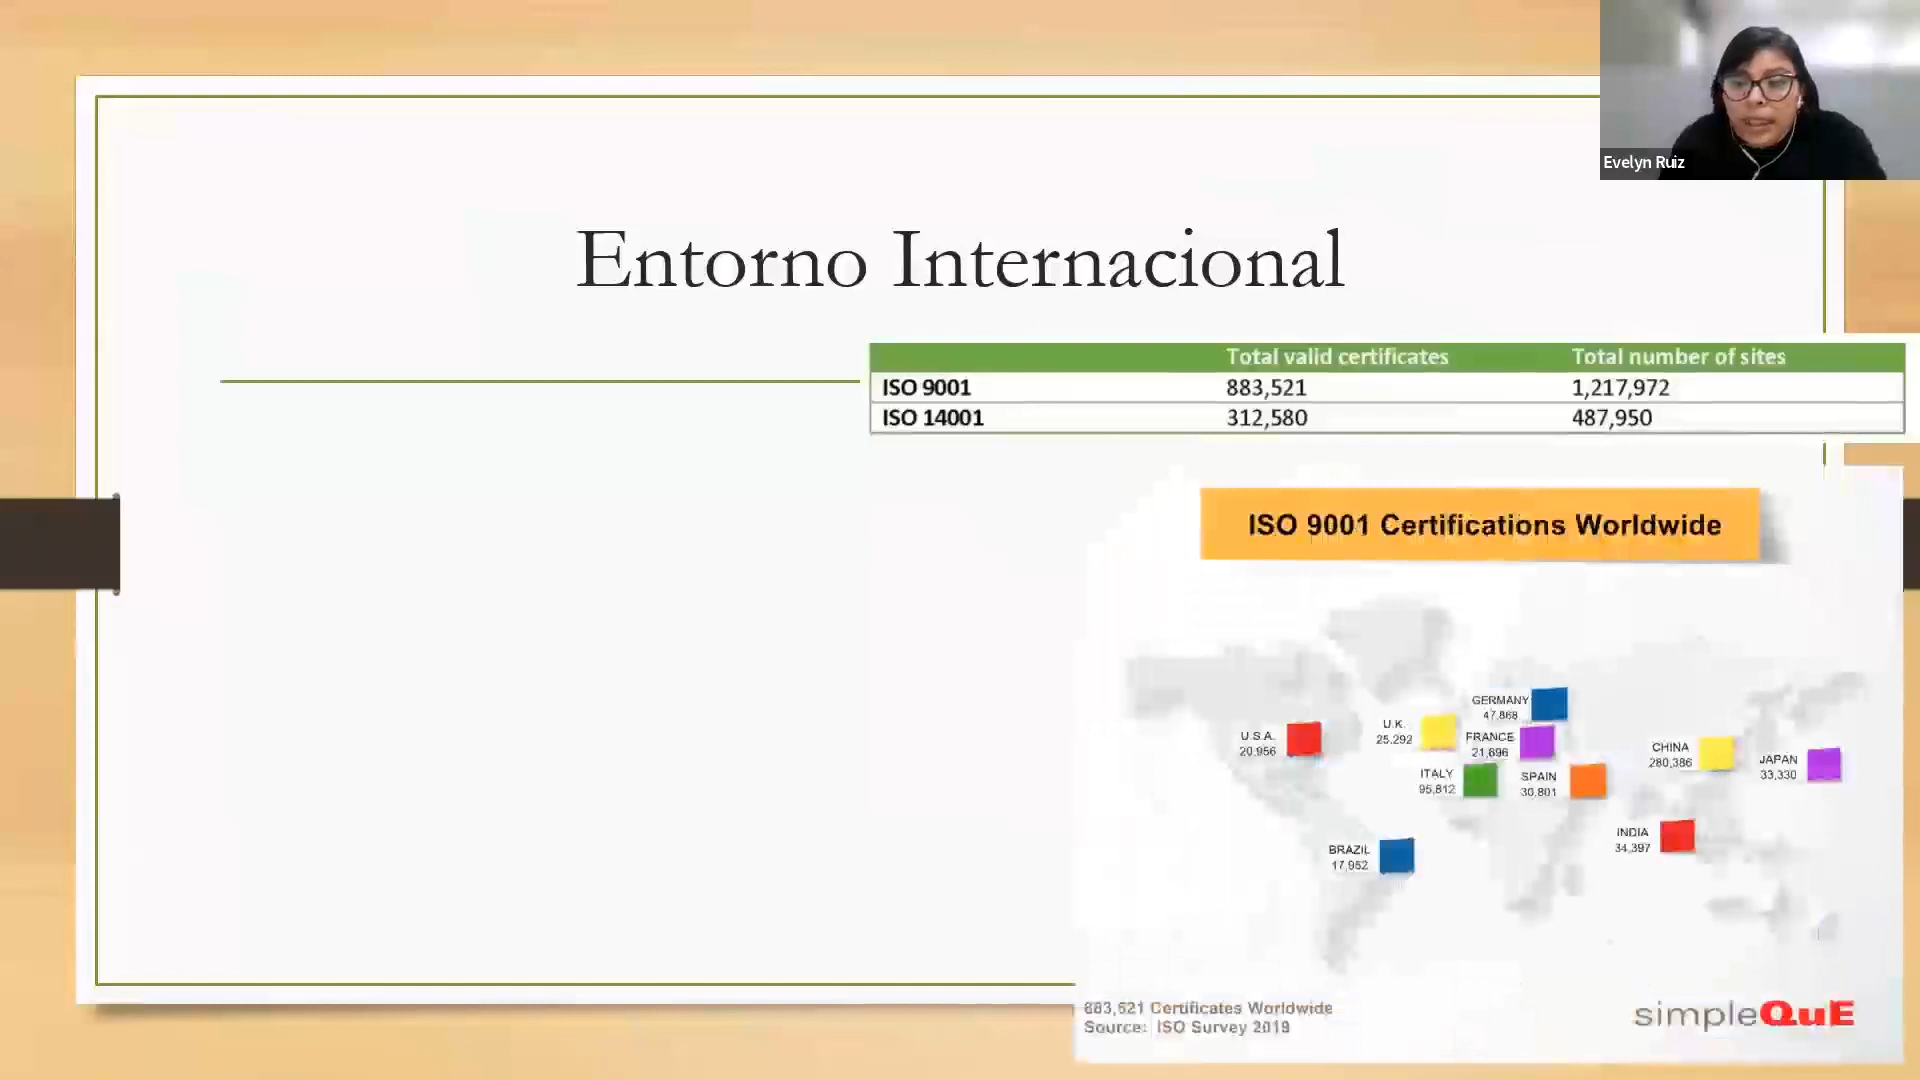 Evelyn Ruiz
Entorno Internacional
Total valid certificates Total number of sites
ISO 9001 883,521 1,217,972
ISO 14001 312,580 487,950
ISO 9001 Certifications Worldwide
GERMANY
47,868
U.K.
25,292
U.S.A.
20,956
FRANCE
21,696
CHINA
280,386
JAPAN
33,330
ITALY
95,812
SPAIN
30,801
INDIA
34,397
BRAZIL
17,952
883,521 Certificates Worldwide
Source: ISO Survey 2019
simpleQuE